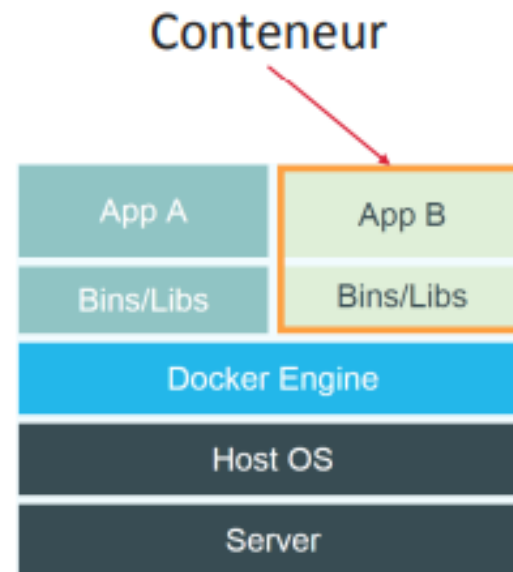 Conteneur
App A
App B
Bins/Libs
Bins/Libs
Docker Engine
Host OS
Server